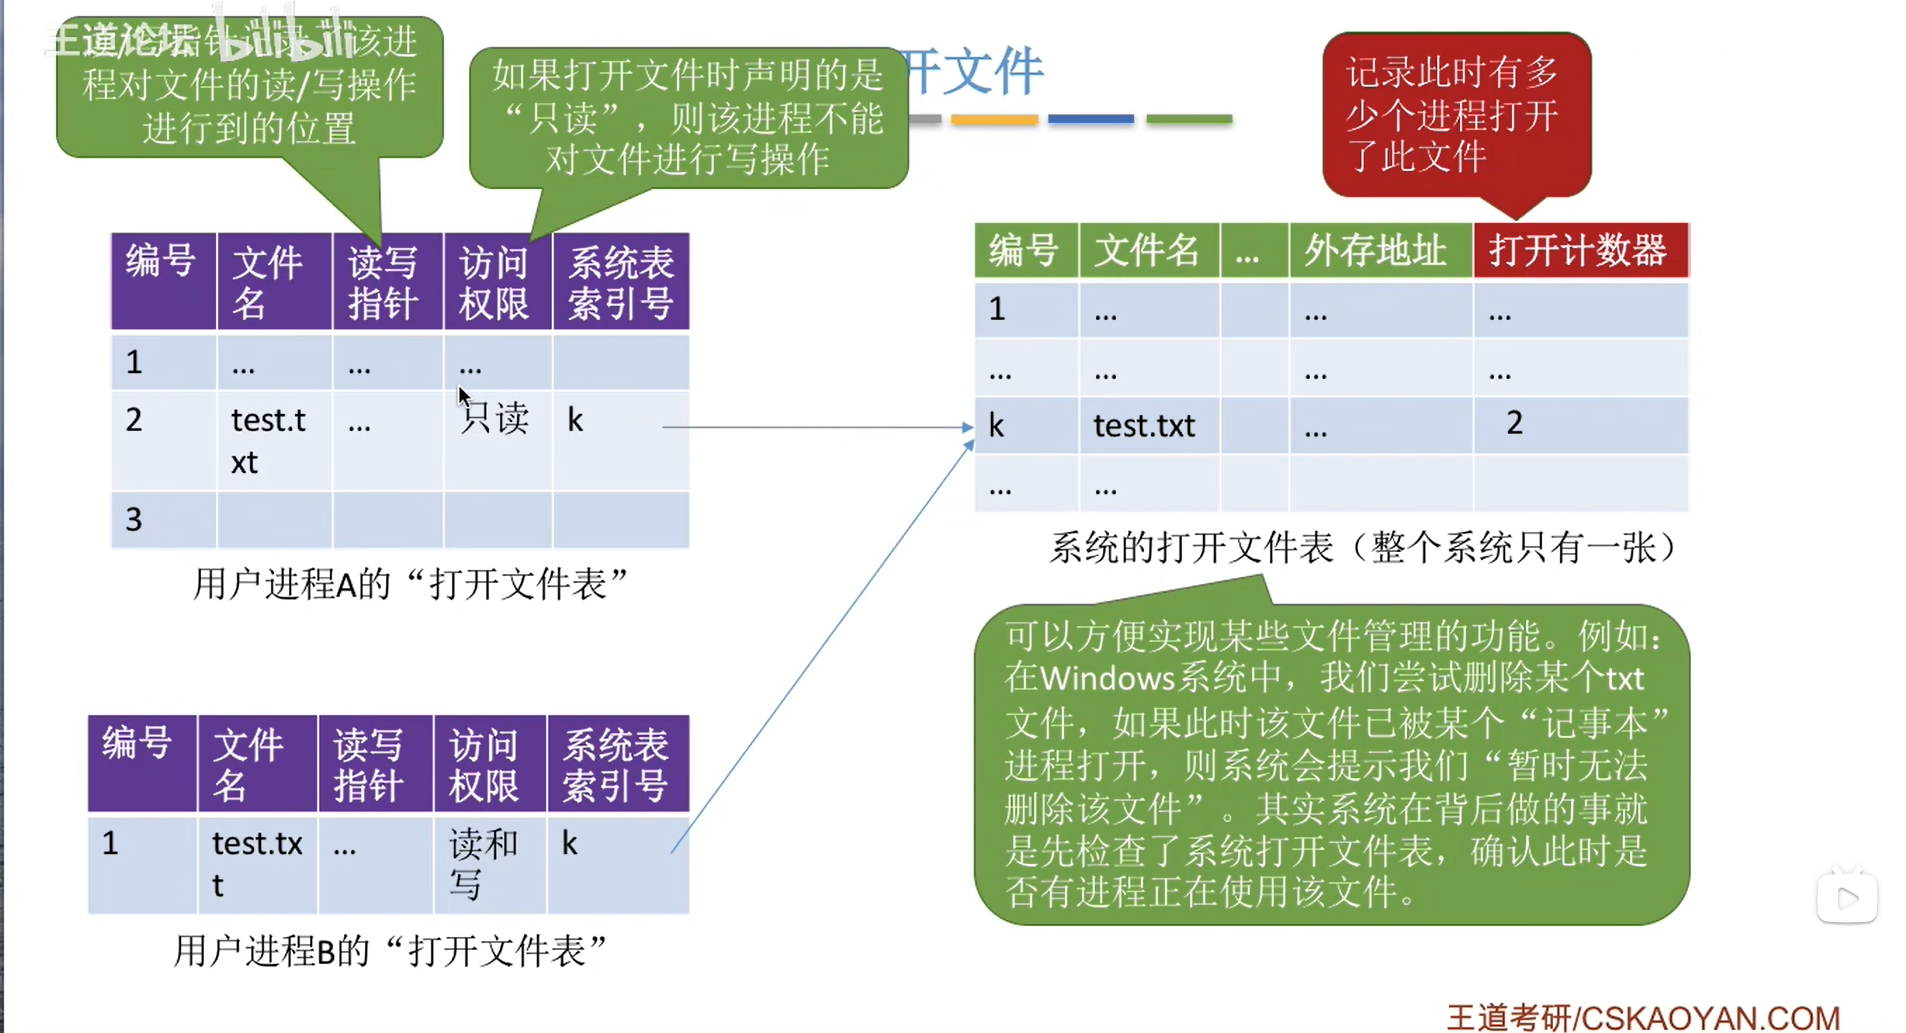 王道论坛 bilibili
该进
程对文件的读/写操作
进行到的位置
如果打开文件时声明的是
“只读”，则该进程不能
对文件进行写操作
开文件
记录此时有多
少个进程打开
了此文件
编号 文件名 读写指针 访问权限 系统表索引号
1 ... ... ...
2 test.txt ... 只读 k
3
用户进程A的“打开文件表”
编号 文件名 ... 外存地址 打开计数器
1 ... ... ...
... ... ... ...
k test.txt ... 2
... ...
系统的打开文件表（整个系统只有一张）
可以方便实现某些文件管理的功能。例如：
在Windows系统中，我们尝试删除某个txt
文件，如果此时该文件已被某个“记事本”
进程打开，则系统会提示我们“暂时无法
删除该文件”。其实系统在背后做的事就
是先检查了系统打开文件表，确认此时是
否有进程正在使用该文件。
编号 文件名 读写指针 访问权限 系统表索引号
1 test.txt ... 读和写 k
用户进程B的“打开文件表”
王道考研/CSKAOYAN.COM